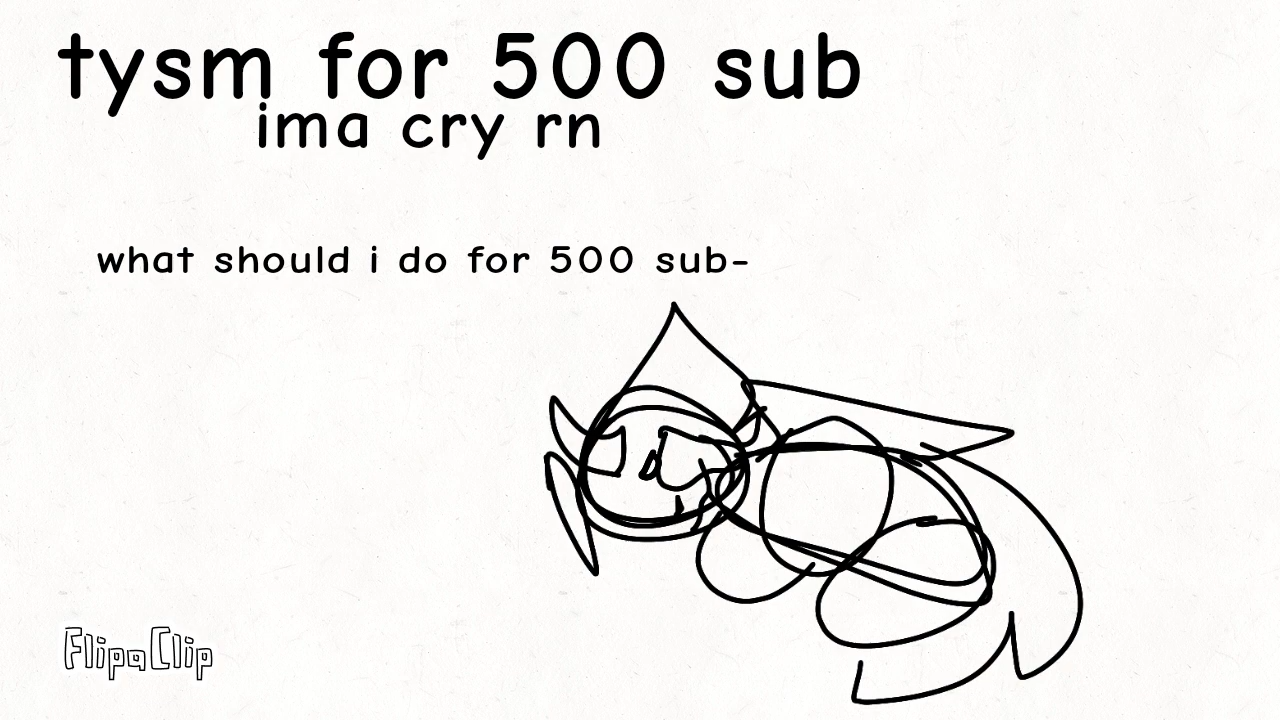 tysm for 500 sub
ima cry rn
what should i do for 500 sub-
FlipaClip